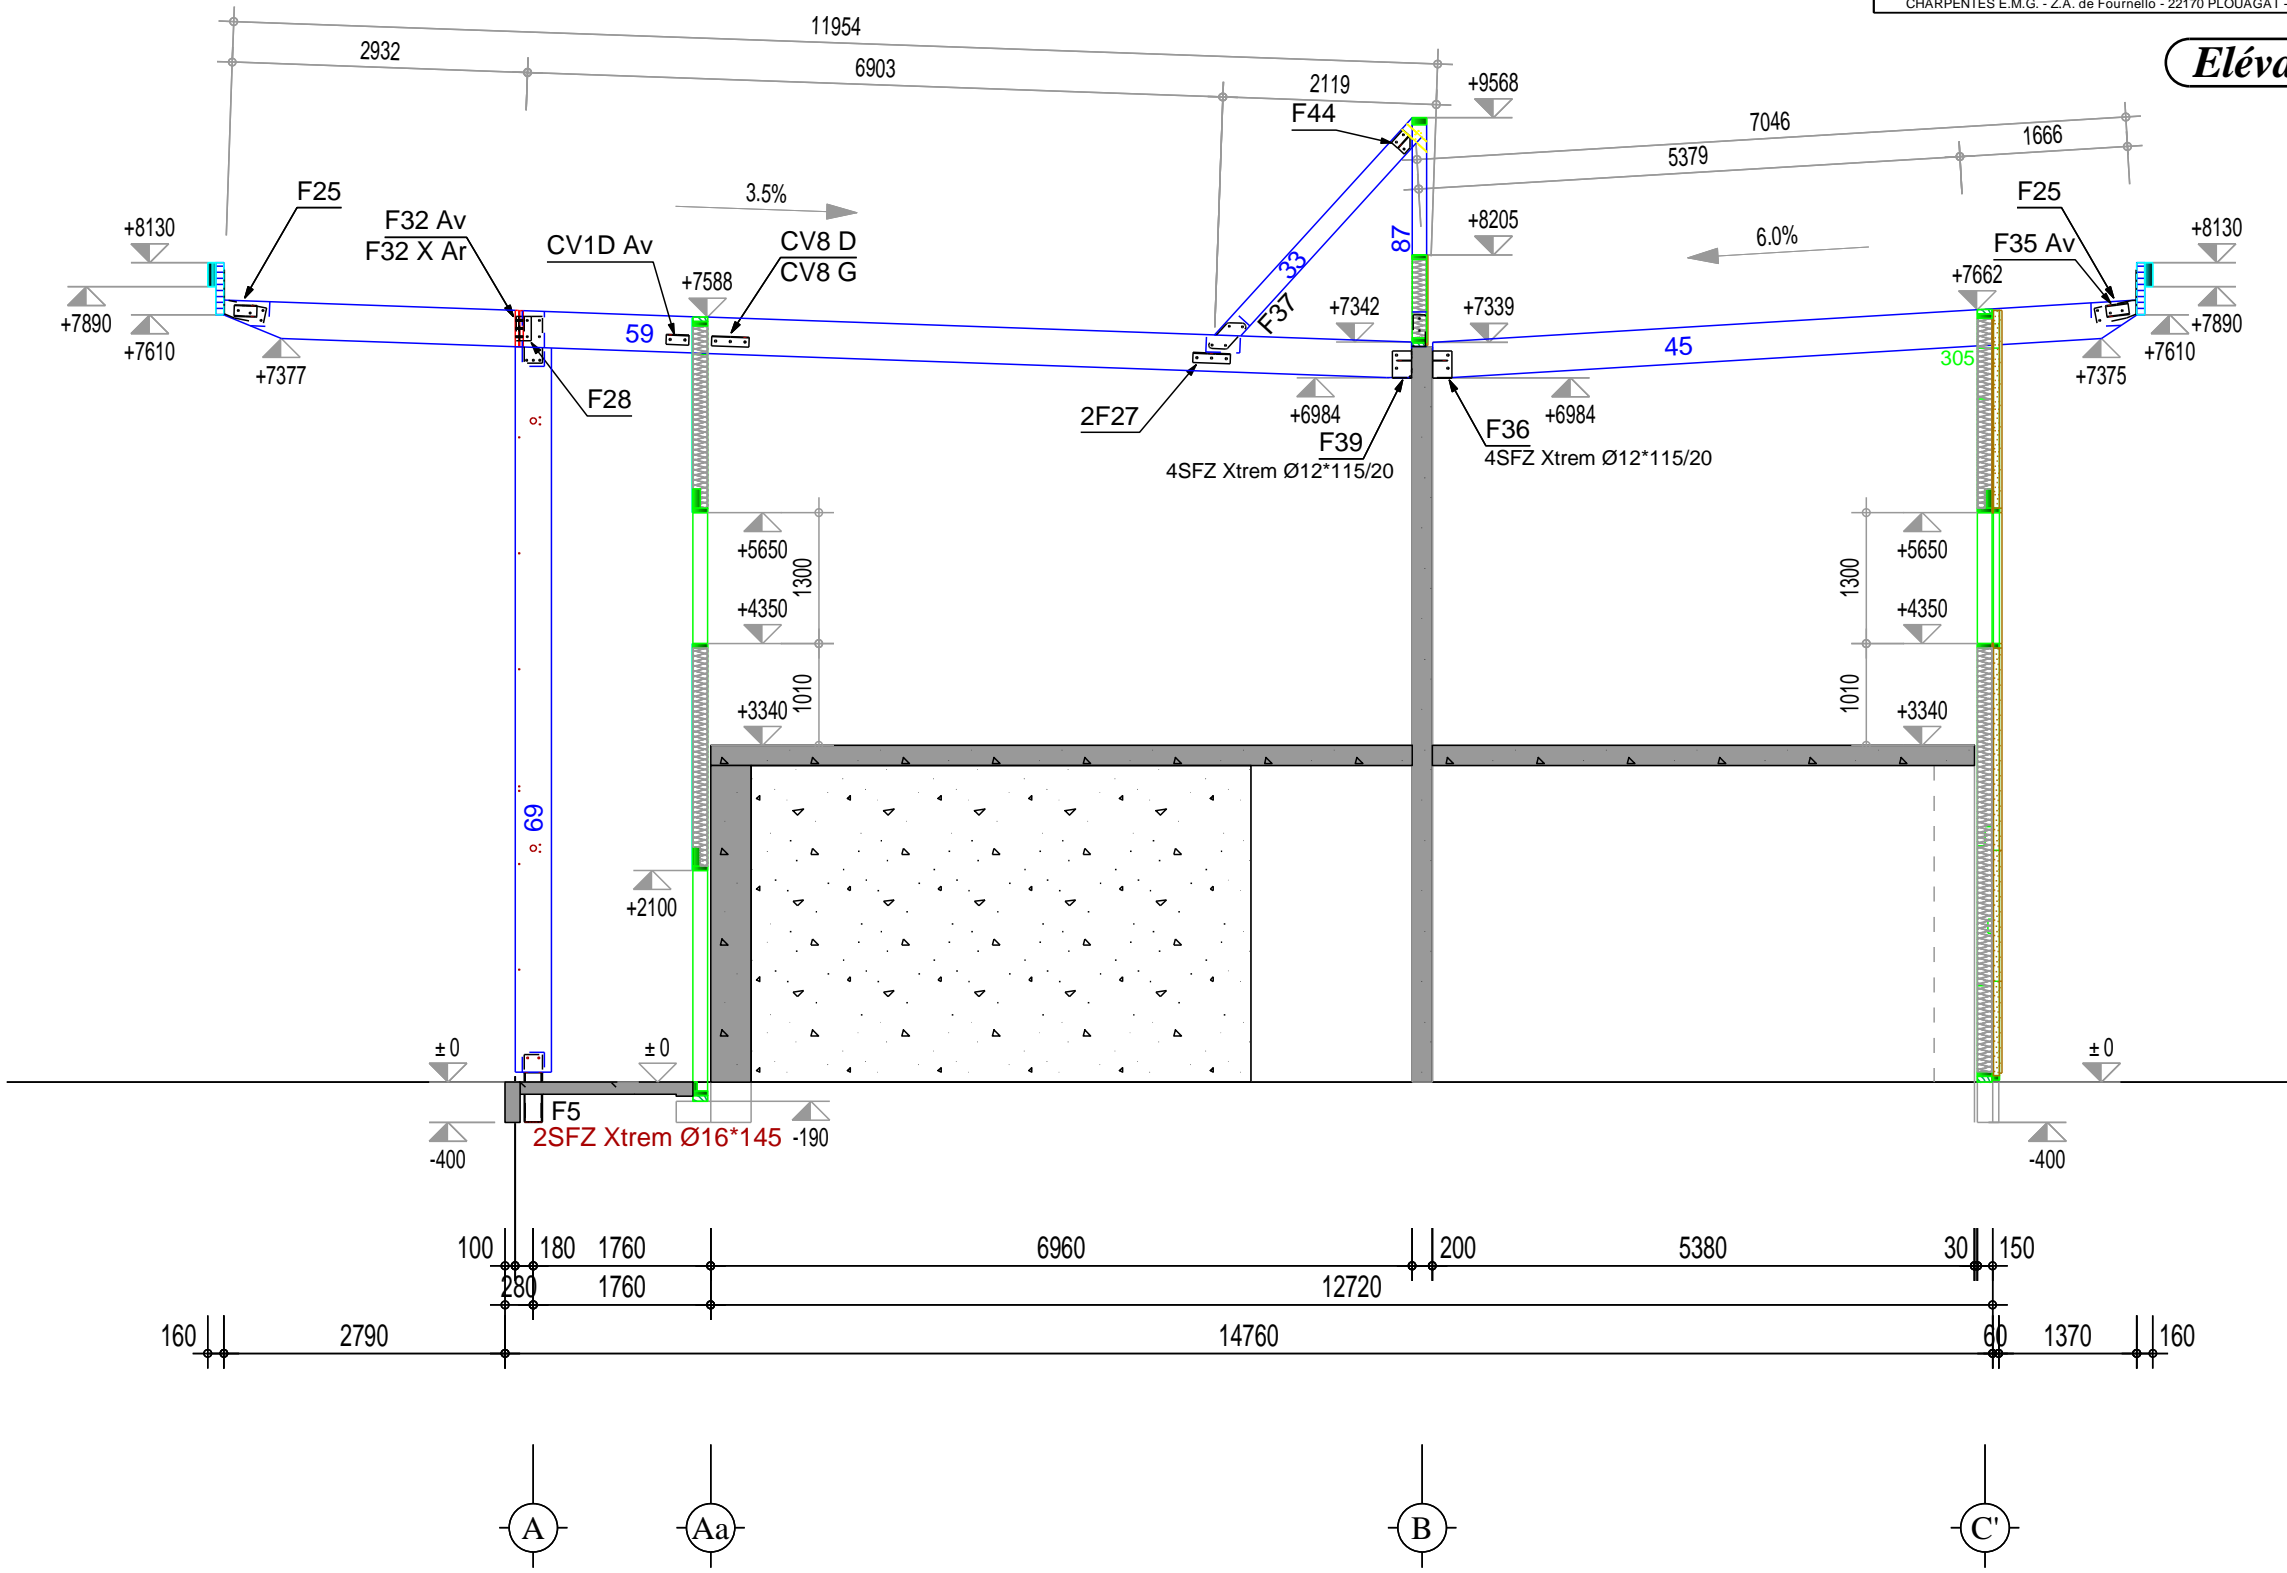 CHARPENTES E.M.G. - Z.A. de Fournello - 22170 PLOUAGAT -
11954
2932
6903
2119
Eléva
+9568
F44
7046
1666
5379
F25
3.5%
F32 Av
F32 X Ar
CV1D Av
CV8 D
CV8 G
+8130
+8205
87
6.0%
F25
F35 Av
+8130
33
F37
+7588
+7662
+7890
+7610
+7377
59
+7342
+7339
45
305
+7890
+7610
+7375
F28
2F27
+6984
+6984
F39
4SFZ Xtrem Ø12*115/20
F36
4SFZ Xtrem Ø12*115/20
+5650
1300
+4350
1010
+3340
+5650
1300
+4350
1010
+3340
69
+2100
± 0
± 0
± 0
F5
2SFZ Xtrem Ø16*145
-190
-400
-400
100
180
1760
6960
200
5380
30
150
280
1760
12720
160
2790
14760
60
1370
160
A
Aa
B
C'